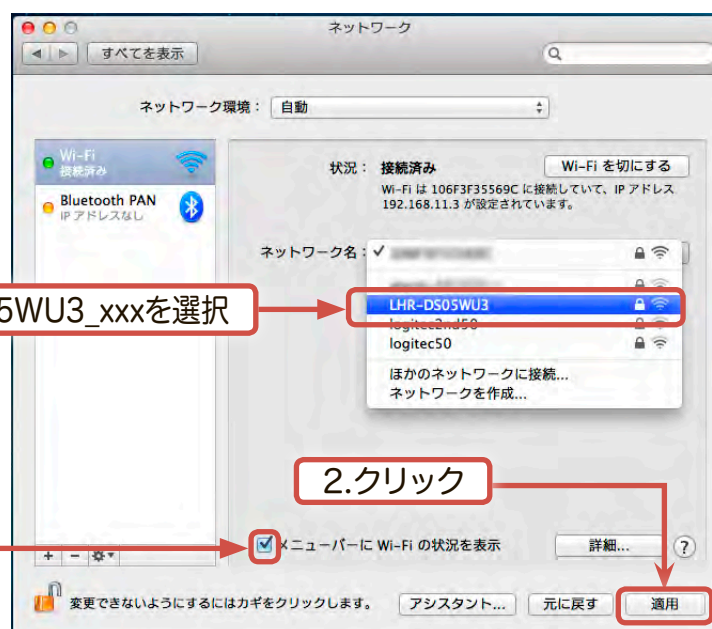 ネットワーク
すべてを表示
ネットワーク環境： 自動
Wi-Fi
接続済み
Bluetooth PAN
IP アドレスなし
状況： 接続済み
Wi-Fi を切にする
Wi-Fi は 106F3F35569C に接続していて、IP アドレス
192.168.11.3 が設定されています。
ネットワーク名：
5WU3_xxxを選択
LHR-DS05WU3
logitec2nd50
logitec50
ほかのネットワークに接続...
ネットワークを作成...
2.クリック
メニューバーに Wi-Fi の状況を表示
詳細...
?
変更できないようにするにはカギをクリックします。
アシスタント...
元に戻す
適用